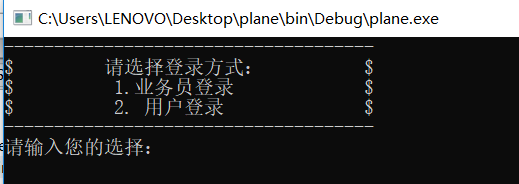 C:\Users\LENOVO\Desktop\plane\bin\Debug\plane.exe
-------------------------------------
$         请选择登录方式:           $
$          1.业务员登录             $
$          2. 用户登录              $
-------------------------------------
请输入您的选择: